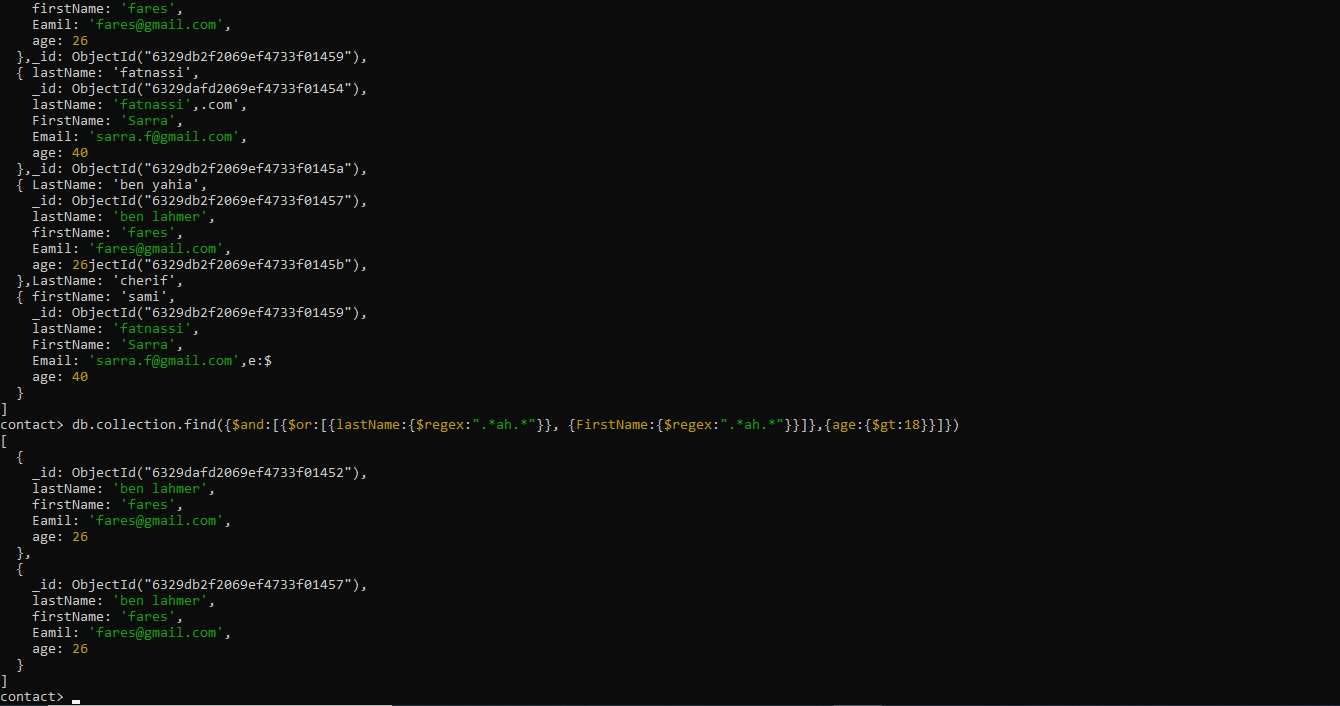 firstName: 'fares',
    Eamil: 'fares@gmail.com',
    age: 26
  },_id: ObjectId("6329db2f2069ef4733f01459"),
  { lastName: 'fatnassi',
    _id: ObjectId("6329dafd2069ef4733f01454"),
    lastName: 'fatnassi',.com',
    FirstName: 'Sarra',
    Email: 'sarra.f@gmail.com',
    age: 40
  },_id: ObjectId("6329db2f2069ef4733f0145a"),
  { LastName: 'ben yahia',
    _id: ObjectId("6329db2f2069ef4733f01457"),
    lastName: 'ben lahmer',
    firstName: 'fares',
    Eamil: 'fares@gmail.com',
    age: 26jectId("6329db2f2069ef4733f0145b"),
  },LastName: 'cherif',
  { firstName: 'sami',
    _id: ObjectId("6329db2f2069ef4733f01459"),
    lastName: 'fatnassi',
    FirstName: 'Sarra',
    Email: 'sarra.f@gmail.com',e:$
    age: 40
  }
]
contact> db.collection.find({$and:[{$or:[{lastName:{$regex:".*ah.*"}}, {FirstName:{$regex:".*ah.*"}}]},{age:{$gt:18}}]})
[
  {
    _id: ObjectId("6329dafd2069ef4733f01452"),
    lastName: 'ben lahmer',
    firstName: 'fares',
    Eamil: 'fares@gmail.com',
    age: 26
  },
  {
    _id: ObjectId("6329db2f2069ef4733f01457"),
    lastName: 'ben lahmer',
    firstName: 'fares',
    Eamil: 'fares@gmail.com',
    age: 26
  }
]
contact>